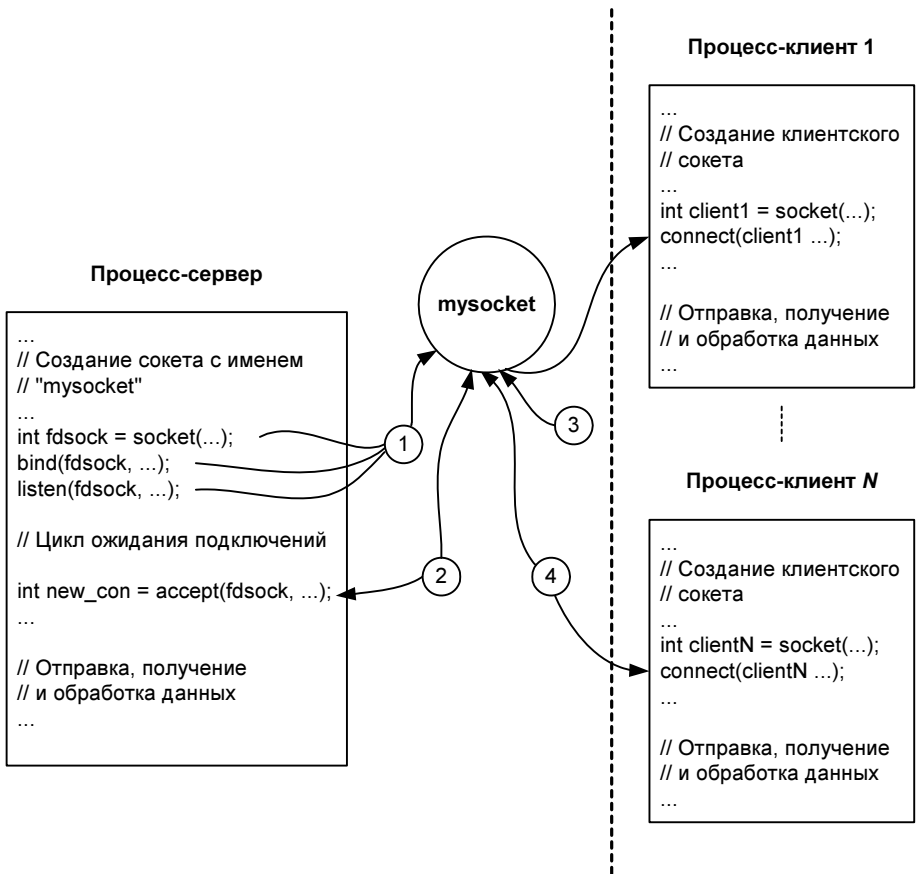 Процесс-сервер
...
// Создание сокета с именем
// "mysocket"
...
int fdsock = socket(...);
bind(fdsock, ...);
listen(fdsock, ...);
// Цикл ожидания подключений
int new_con = accept(fdsock, ...);
...
// Отправка, получение
// и обработка данных
...
mysocket
1
2
3
4
Процесс-клиент 1
...
// Создание клиентского
// сокета
...
int client1 = socket(...);
connect(client1 ...);
...
// Отправка, получение
// и обработка данных
...
Процесс-клиент N
...
// Создание клиентского
// сокета
...
int clientN = socket(...);
connect(clientN ...);
...
// Отправка, получение
// и обработка данных
...